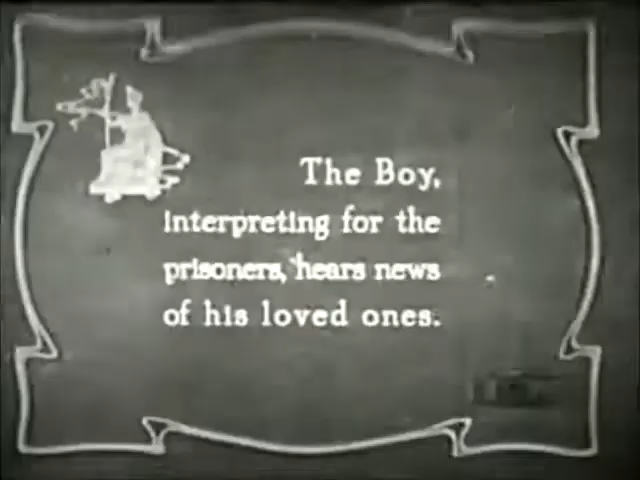 The Boy,
interpreting for the
prisoners, hears news
of his loved ones.